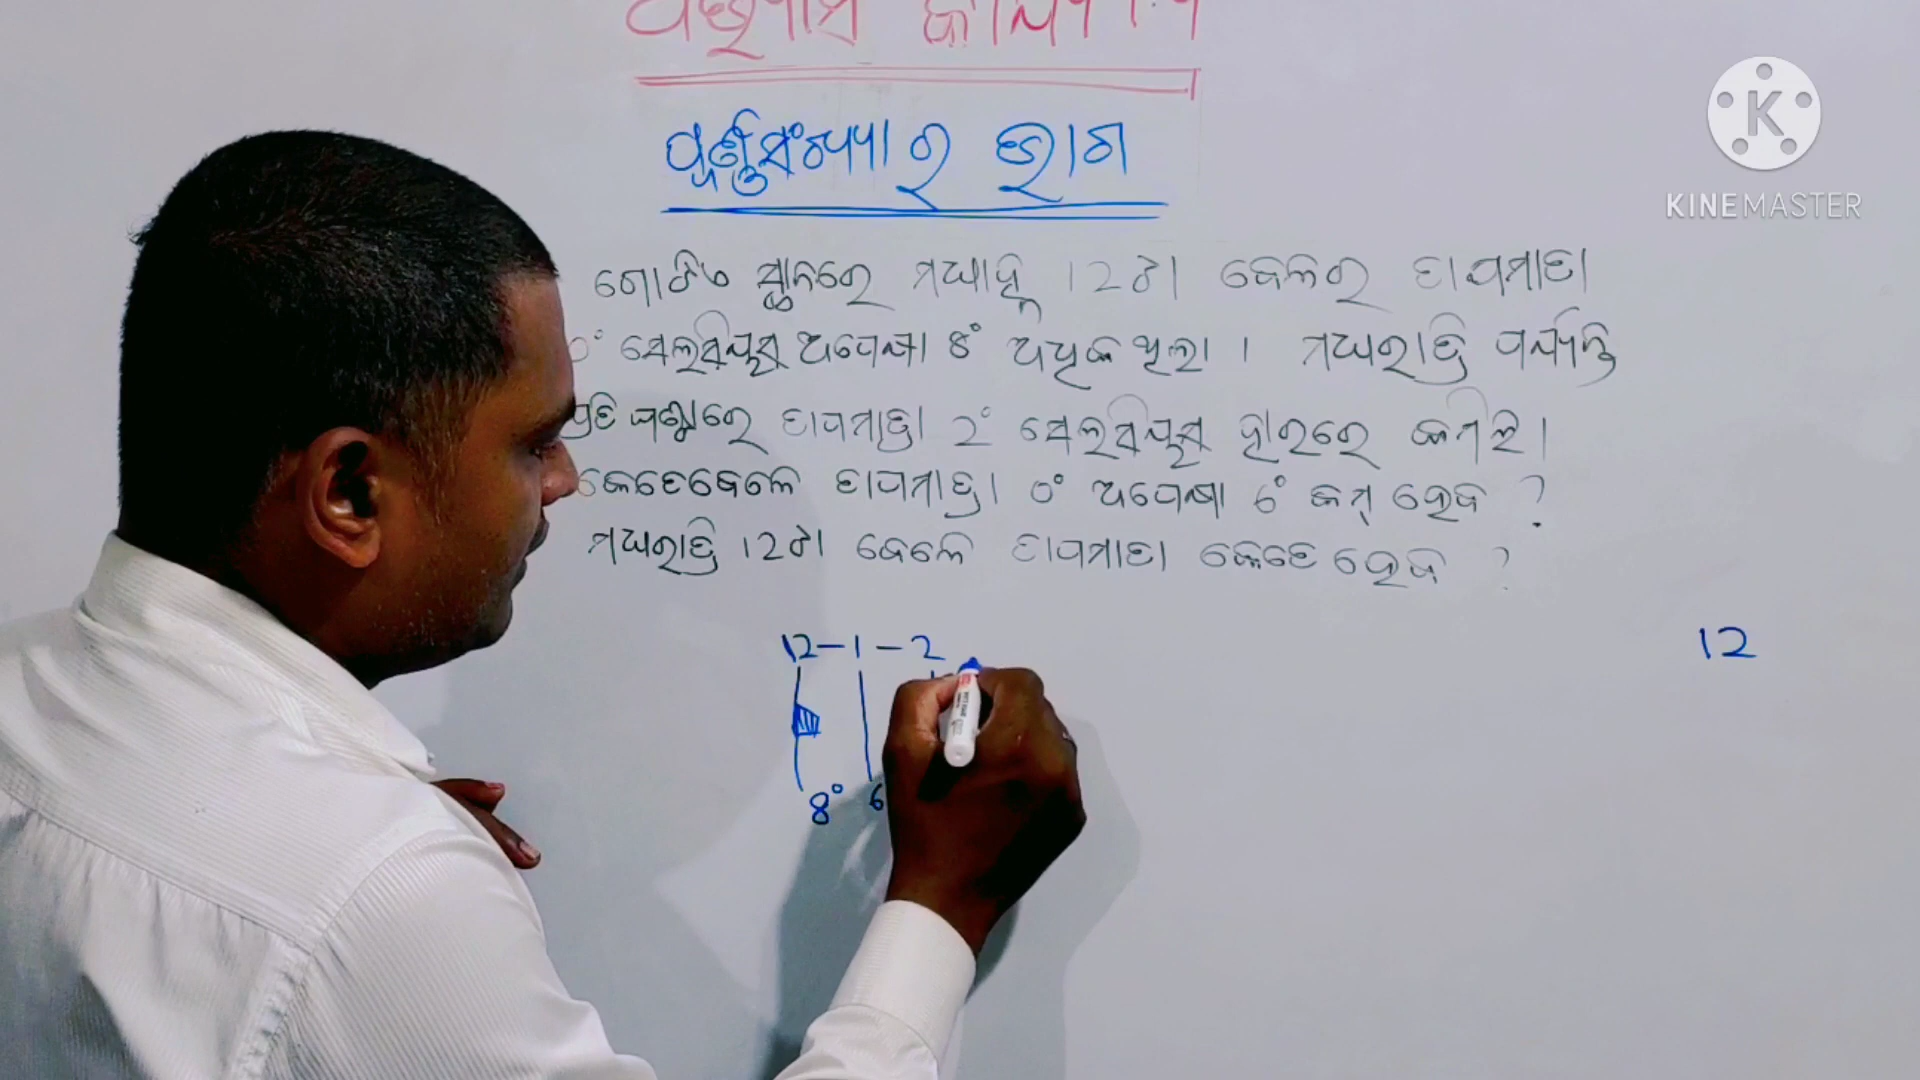 ପୂର୍ଣ୍ଣସଂଖ୍ୟାର ଭାଗ
K
KINEMASTER
ଗୋଟିଏ ସ୍ଥାନରେ ମଧ୍ୟାହ୍ନ 12ଟା ବେଳର ତାପମାତ୍ରା
0° ସେଲସିୟସ୍ ଅପେକ୍ଷା 8° ଅଧିକ ଥିଲା । ମଧ୍ୟରାତ୍ରି ପର୍ଯ୍ୟନ୍ତ
ପ୍ରତି ଘଣ୍ଟାରେ ତାପମାତ୍ରା 2° ସେଲସିୟସ୍ ହାରରେ କମିଲା ।
କେତେବେଳେ ତାପମାତ୍ରା 0° ଅପେକ୍ଷା 6° କମ୍ ହେବ ?
ମଧ୍ୟରାତ୍ରି 12ଟା ବେଳେ ତାପମାତ୍ରା କେତେ ହେବ ?
12 – 1 – 2
12
8° 6